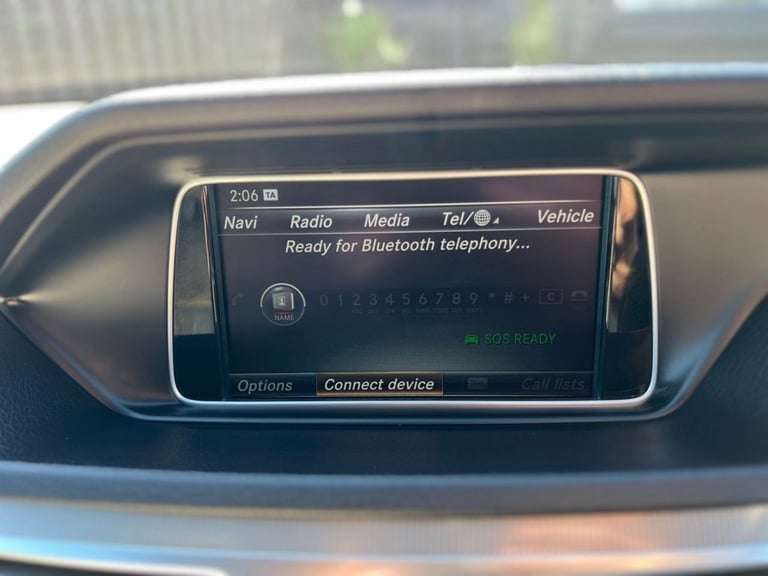 2:06 TA
Navi Radio Media Tel/ Vehicle
Ready for Bluetooth telephony...
1 0 1 2 3 4 5 6 7 8 9 * # + C
NAME
SOS READY
Options Connect device Call lists